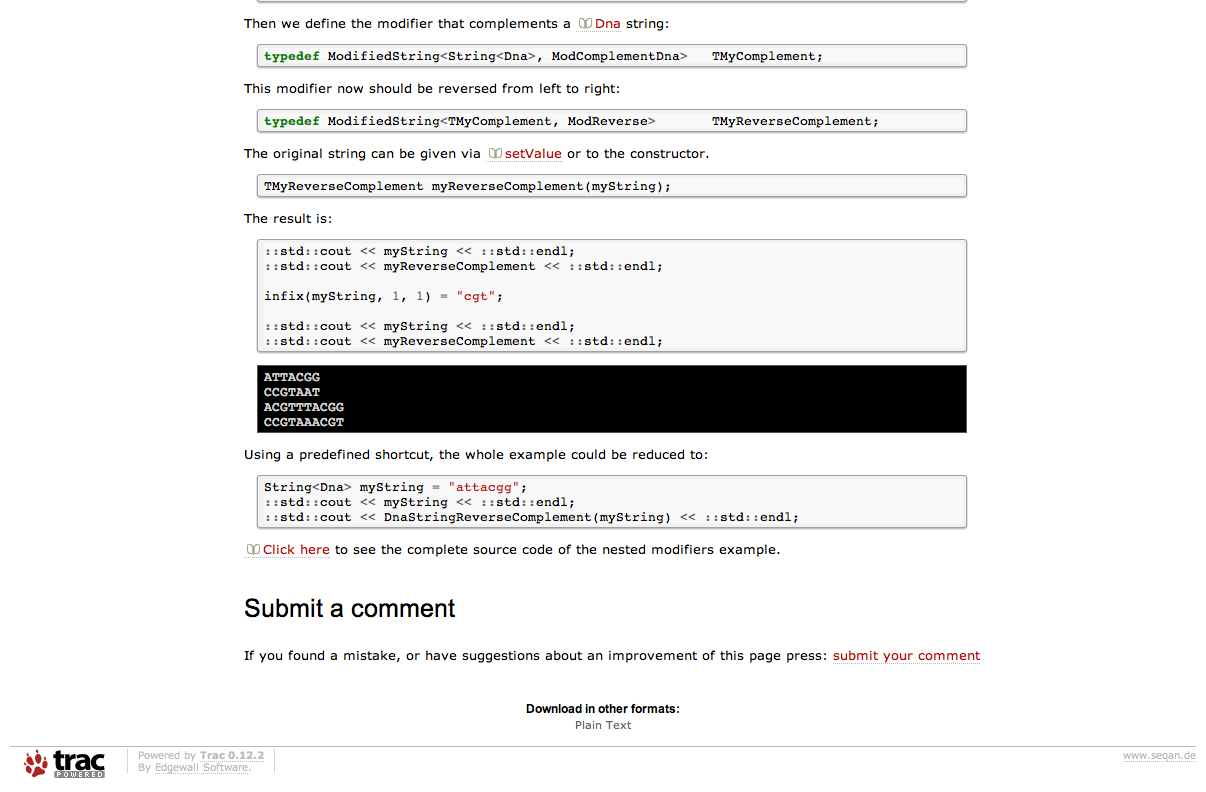 Then we define the modifier that complements a Dna string:
typedef ModifiedString<String<Dna>, ModComplementDna>   TMyComplement;
This modifier now should be reversed from left to right:
typedef ModifiedString<TMyComplement, ModReverse>       TMyReverseComplement;
The original string can be given via setValue or to the constructor.
TMyReverseComplement myReverseComplement(myString);
The result is:
::std::cout << myString << ::std::endl;
::std::cout << myReverseComplement << ::std::endl;
infix(myString, 1, 1) = "cgt";
::std::cout << myString << ::std::endl;
::std::cout << myReverseComplement << ::std::endl;
ATTACGG
CCGTAAT
ACGTTTACGG
CCGTAAACGT
Using a predefined shortcut, the whole example could be reduced to:
String<Dna> myString = "attacgg";
::std::cout << myString << ::std::endl;
::std::cout << DnaStringReverseComplement(myString) << ::std::endl;
Click here to see the complete source code of the nested modifiers example.
Submit a comment
If you found a mistake, or have suggestions about an improvement of this page press: submit your comment
Download in other formats:
Plain Text
trac
POWERED
Powered by Trac 0.12.2
By Edgewall Software.
www.seqan.de